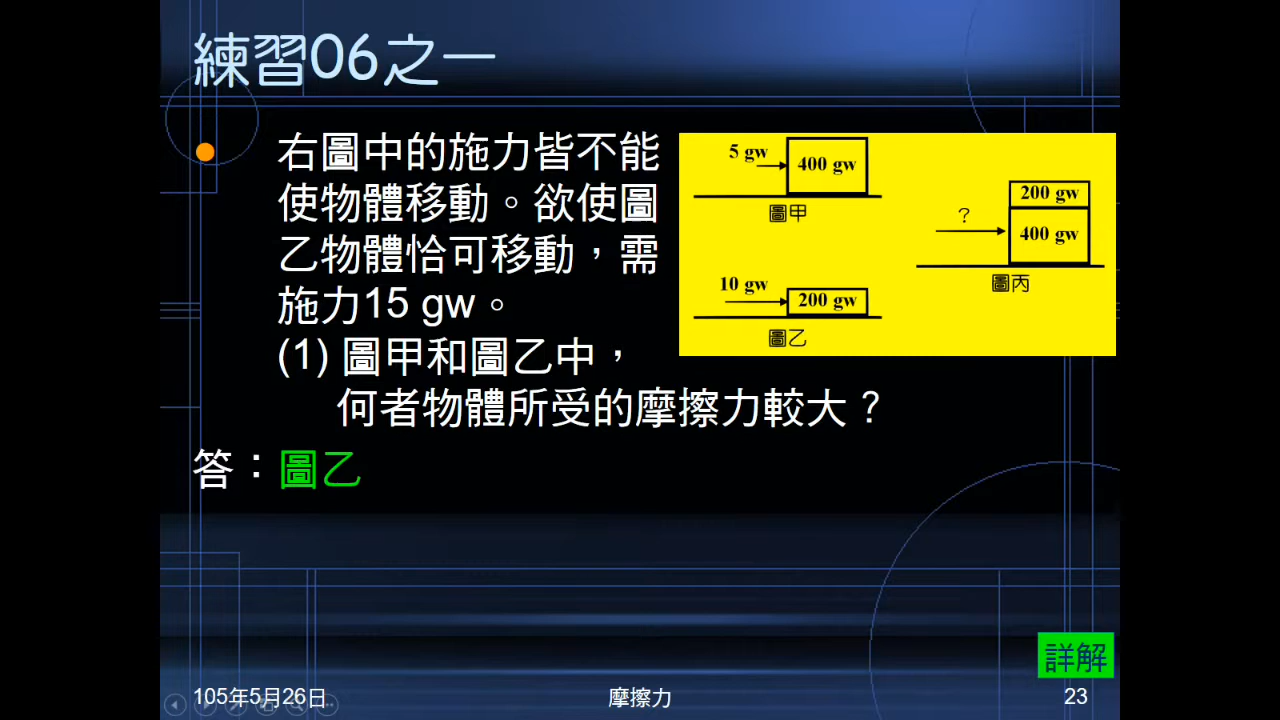 練習06之一
右圖中的施力皆不能
使物體移動。欲使圖
乙物體恰可移動，需
施力15 gw。
(1) 圖甲和圖乙中，
何者物體所受的摩擦力較大？
答：圖乙
5 gw
400 gw
圖甲
10 gw
200 gw
圖乙
?
200 gw
400 gw
圖丙
詳解
105年5月26日
摩擦力
23